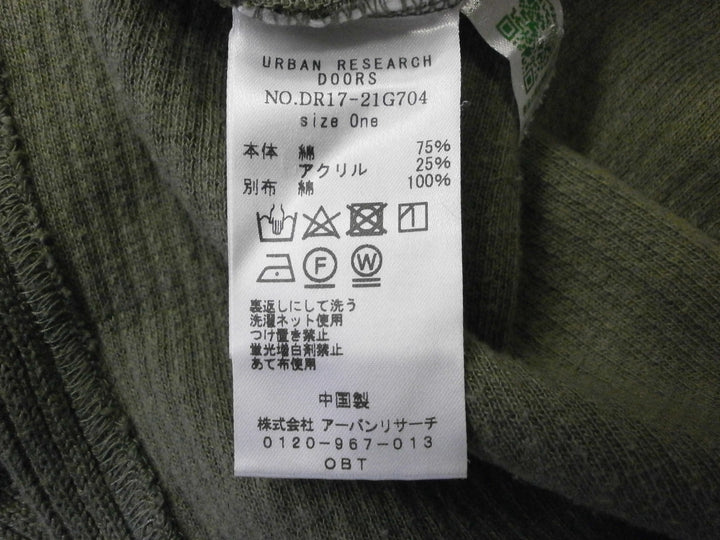 URBAN RESEARCH
DOORS
NO.DR17-21G704
size One
本体 綿 75%
アクリル 25%
別布 綿 100%
F W
裏返しにして洗う
洗濯ネット使用
つけ置き禁止
蛍光増白剤禁止
あて布使用
中国製
株式会社 アーバンリサーチ
0120-967-013
OBT